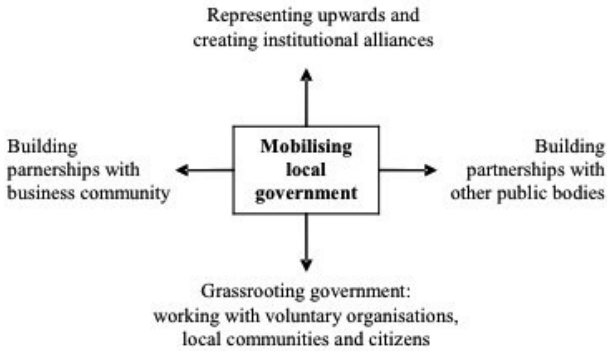 Representing upwards and
creating institutional alliances
Building
parnerships with
business community
Mobilising
local
government
Building
partnerships with
other public bodies
Grassrooting government:
working with voluntary organisations,
local communities and citizens